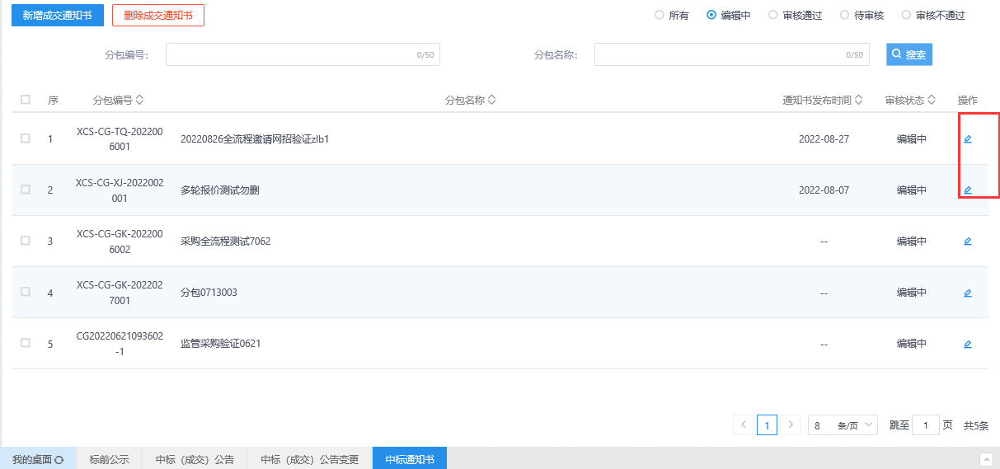 新增成交通知书 删除成交通知书 所有 编辑中 审核通过 待审核 审核不通过
分包编号: 0/50 分包名称: 0/50 搜索
序 分包编号 分包名称 通知书发布时间 审核状态 操作
1 XCS-CG-TQ-202200
6001 20220826全流程邀请网招验证zlb1 2022-08-27 编辑中
2 XCS-CG-XJ-2022002
001 多轮报价测试勿删 2022-08-07 编辑中
3 XCS-CG-GK-202200
6002 采购全流程测试7062 -- 编辑中
4 XCS-CG-GK-202202
7001 分包0713003 -- 编辑中
5 CG20220621093602
-1 监管采购验证0621 -- 编辑中
1 8 条/页 跳至 1 页 共5条
我的桌面 标前公示 中标（成交）公告 中标（成交）公告变更 中标通知书